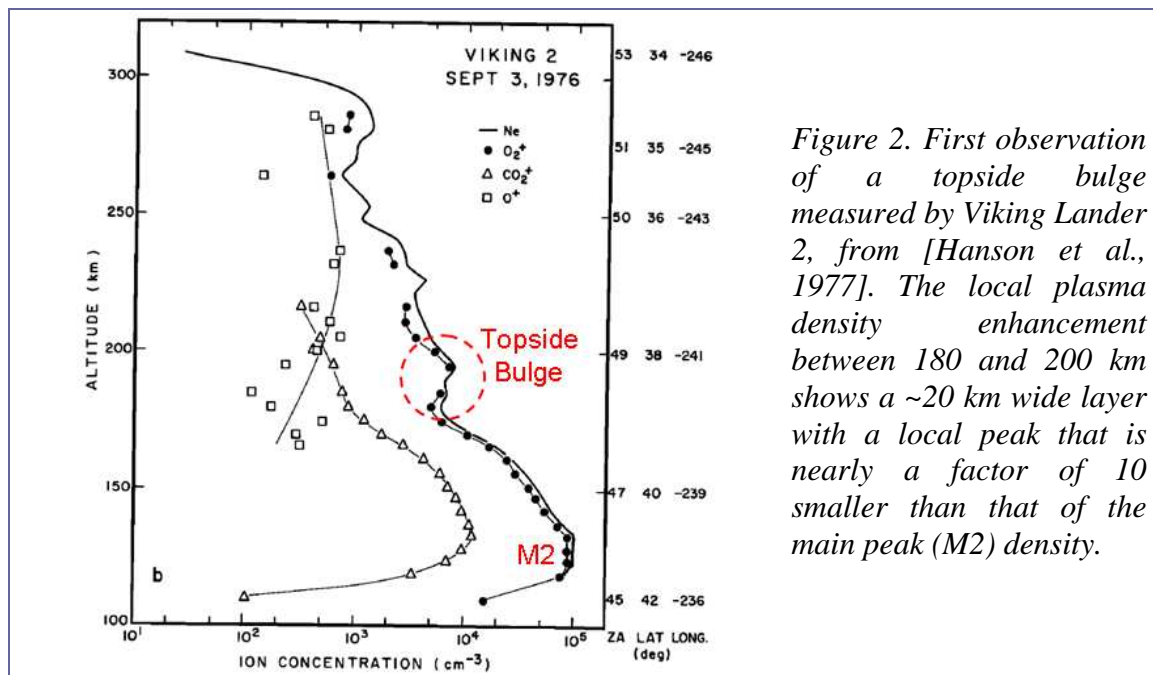 VIKING 2
SEPT 3, 1976
Ne
O₂⁺
CO₂⁺
O⁺
300
250
200
150
100
ALTITUDE (km)
10¹ 10² 10³ 10⁴ 10⁵
ION CONCENTRATION (cm⁻³)
b
Topside
Bulge
M2
53 34 -246
51 35 -245
50 36 -243
49 38 -241
47 40 -239
45 42 -236
ZA LAT LONG.
(deg)
Figure 2. First observation
of a topside bulge
measured by Viking Lander
2, from [Hanson et al.,
1977]. The local plasma
density enhancement
between 180 and 200 km
shows a ~20 km wide layer
with a local peak that is
nearly a factor of 10
smaller than that of the
main peak (M2) density.